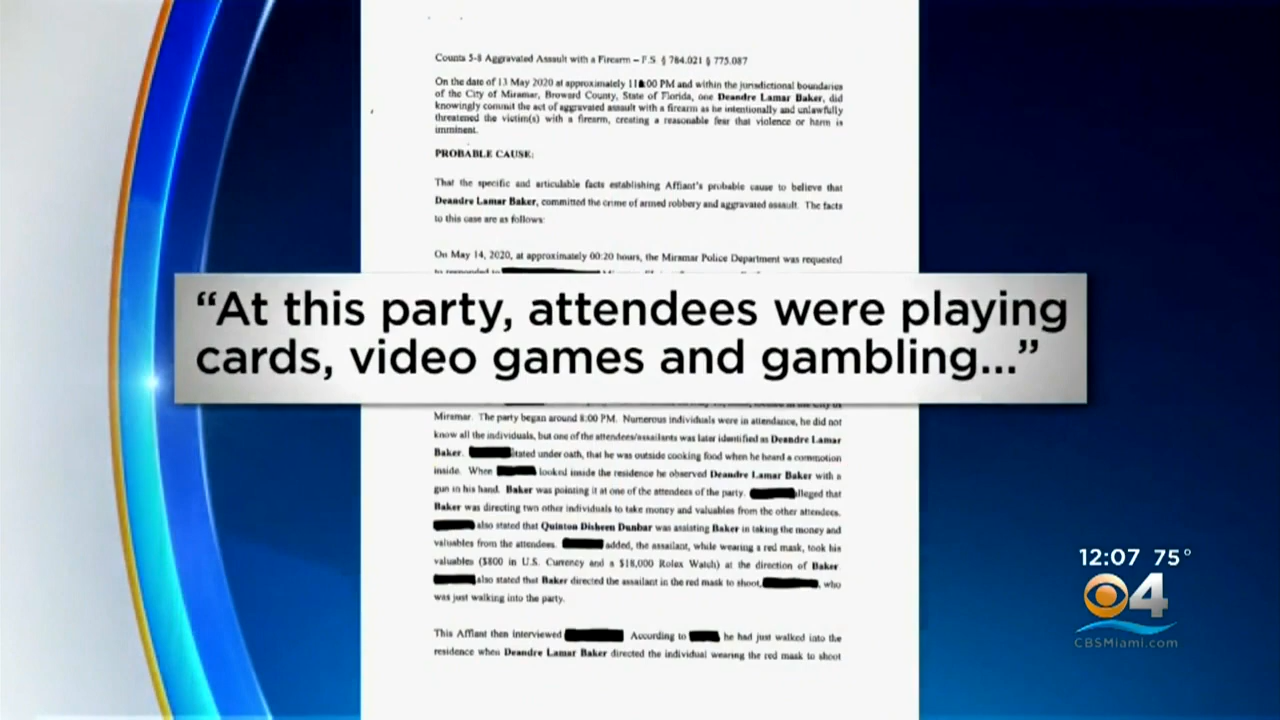 Counts 5-8 Aggravated Assault with a Firearm – F.S. § 784.021 § 775.087
On the date of 13 May 2020 at approximately 11:00 PM and within the jurisdictional boundaries
of the City of Miramar, Broward County, State of Florida, one Deandre Lamar Baker, did
knowingly commit the act of aggravated assault with a firearm as he intentionally and unlawfully
threatened the victim(s) with a firearm, creating a reasonable fear that violence or harm is
imminent.
PROBABLE CAUSE:
That the specific and articulable facts establishing Affiant's probable cause to believe that
Deandre Lamar Baker, committed the crime of armed robbery and aggravated assault. The facts
to this case are as follows:
On May 14, 2020, at approximately 00:20 hours, the Miramar Police Department was requested
“At this party, attendees were playing
cards, video games and gambling...”
Miramar. The party began around 8:00 PM. Numerous individuals were in attendance, he did not
know all the individuals, but one of the attendees/assailants was later identified as Deandre Lamar
Baker. stated under oath, that he was outside cooking food when he heard a commotion
inside. When looked inside the residence he observed Deandre Lamar Baker with a
gun in his hand. Baker was pointing it at one of the attendees of the party. alleged that
Baker was directing two other individuals to take money and valuables from the other attendees.
also stated that Quinton Disheen Dunbar was assisting Baker in taking the money and
valuables from the attendees. added, the assailant, while wearing a red mask, took his
valuables ($800 in U.S. Currency and a $18,000 Rolex Watch) at the direction of Baker
also stated that Baker directed the assailant in the red mask to shoot, , who
was just walking into the party.
This Affiant then interviewed According to he had just walked into the
residence when Deandre Lamar Baker directed the individual wearing the red mask to shoot
12:07 75°
4
CBSMiami.com